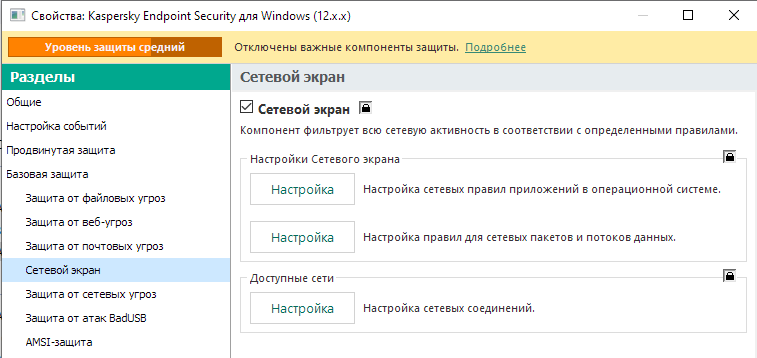 Свойства: Kaspersky Endpoint Security для Windows (12.x.x)
Уровень защиты средний
Отключены важные компоненты защиты. Подробнее
Разделы
Общие
Настройка событий
Продвинутая защита
Базовая защита
Защита от файловых угроз
Защита от веб-угроз
Защита от почтовых угроз
Сетевой экран
Защита от сетевых угроз
Защита от атак BadUSB
AMSI-защита
Сетевой экран
Сетевой экран
Компонент фильтрует всю сетевую активность в соответствии с определенными правилами.
Настройки Сетевого экрана
Настройка Настройка сетевых правил приложений в операционной системе.
Настройка Настройка правил для сетевых пакетов и потоков данных.
Доступные сети
Настройка Настройка сетевых соединений.